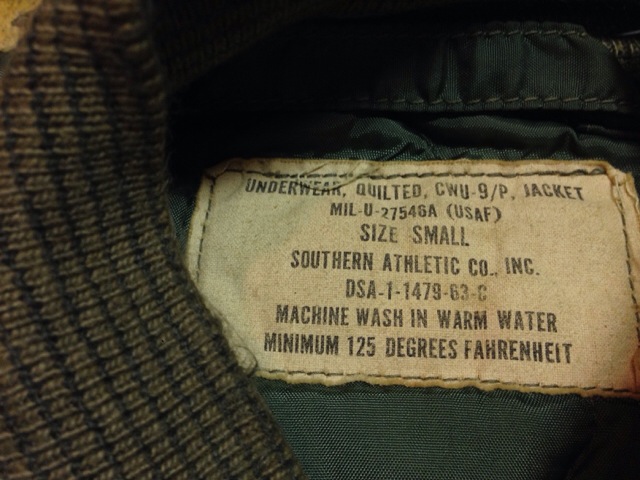 UNDERWEAR, QUILTED, CWU-9/P, JACKET
MIL-U-27546A (USAF)
SIZE SMALL
SOUTHERN ATHLETIC CO., INC.
DSA-1-1479-63-C
MACHINE WASH IN WARM WATER
MINIMUM 125 DEGREES FAHRENHEIT